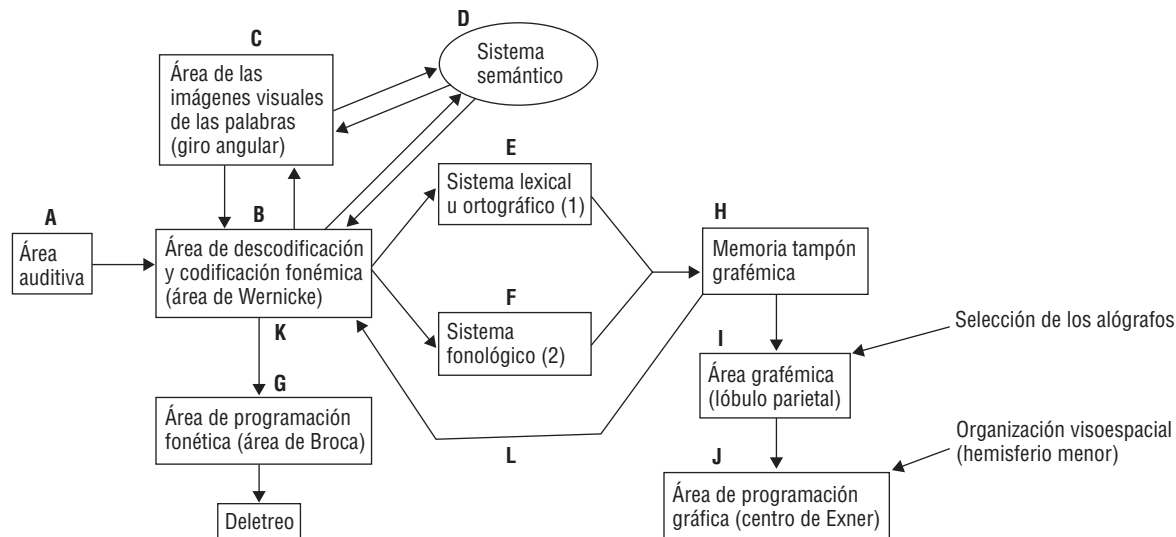 D
Sistema
semántico
C
Área de las
imágenes visuales
de las palabras
(giro angular)
E
Sistema lexical
u ortográfico (1)
A
Área
auditiva
B
Área de descodificación
y codificación fonémica
(área de Wernicke)
H
Memoria tampón
grafémica
F
Sistema
fonológico (2)
K
Selección de los alógrafos
I
Área grafémica
(lóbulo parietal)
G
Área de programación
fonética (área de Broca)
L
Organización visoespacial
(hemisferio menor)
J
Área de programación
gráfica (centro de Exner)
Deletreo